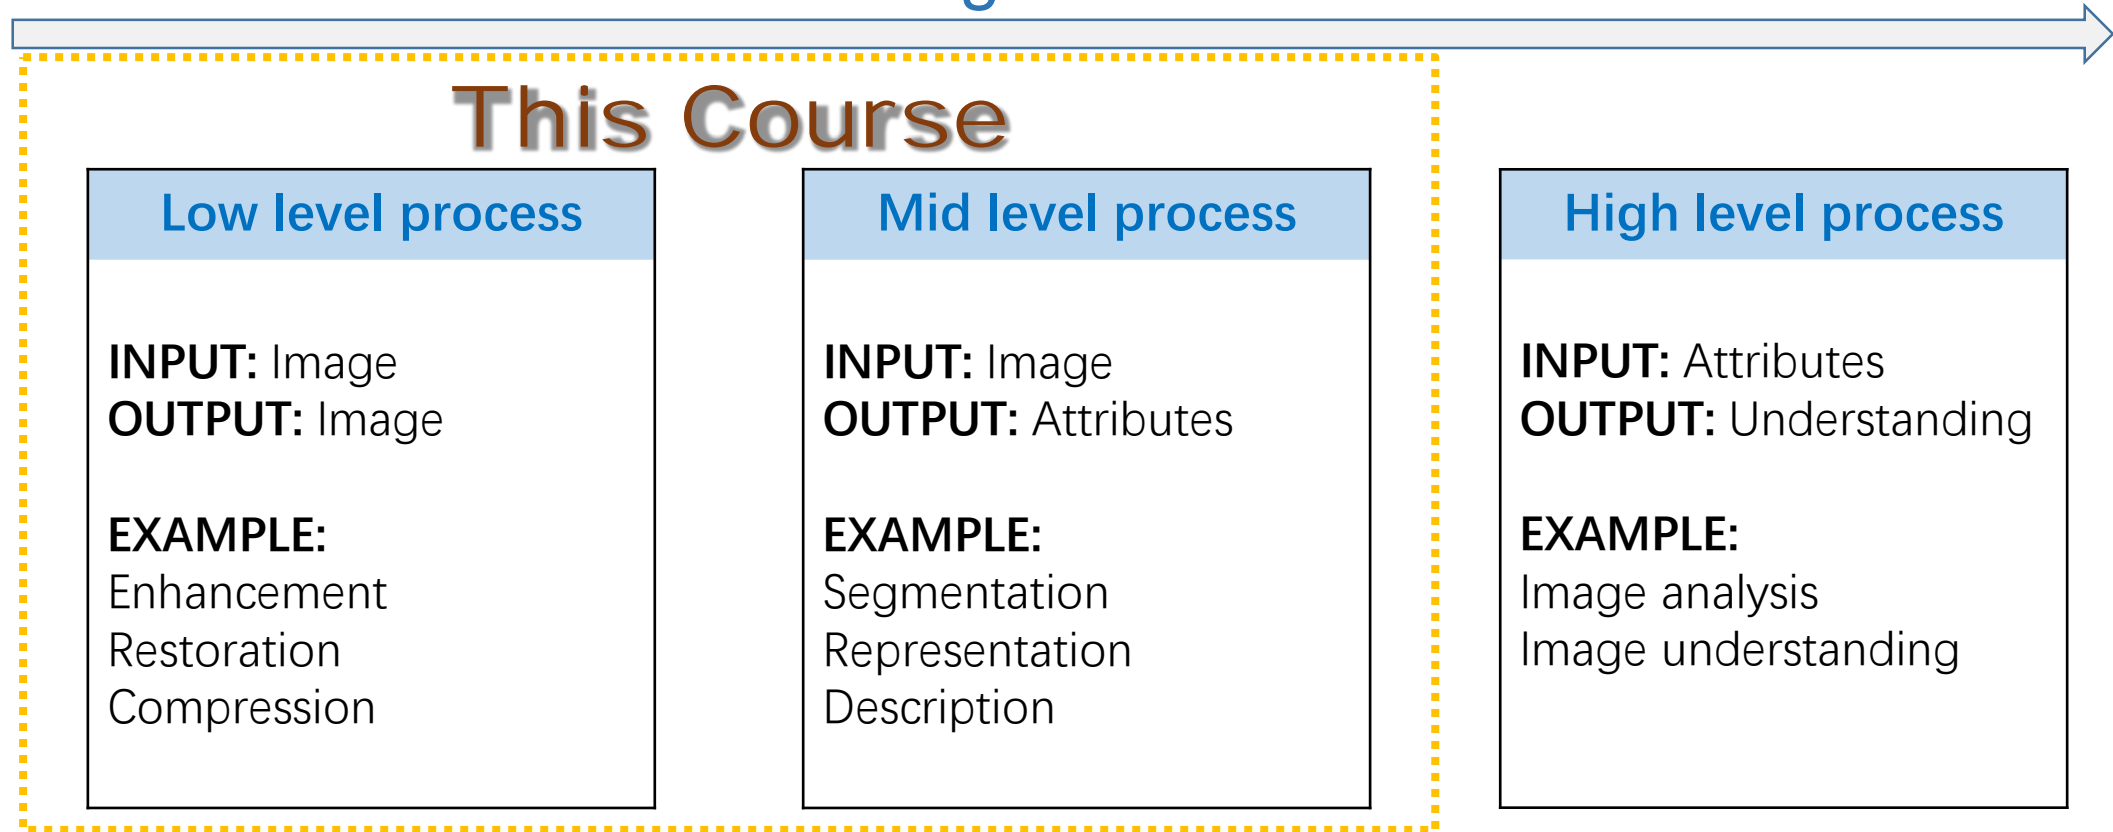 This Course
Low level process
INPUT: Image
OUTPUT: Image
EXAMPLE:
Enhancement
Restoration
Compression
Mid level process
INPUT: Image
OUTPUT: Attributes
EXAMPLE:
Segmentation
Representation
Description
High level process
INPUT: Attributes
OUTPUT: Understanding
EXAMPLE:
Image analysis
Image understanding